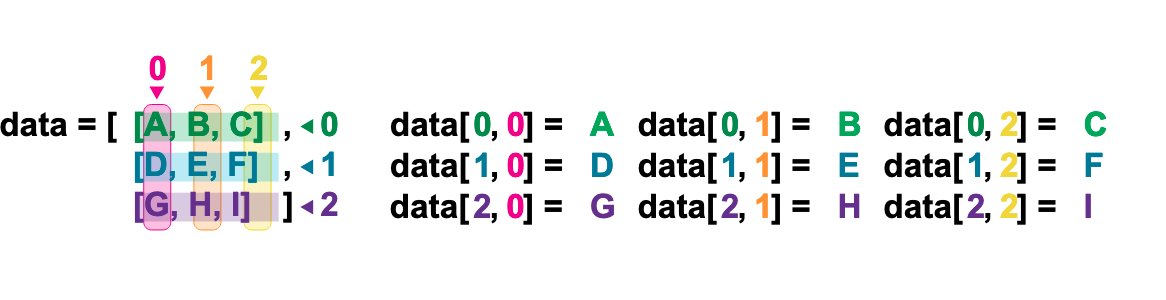 0 1 2
data = [ [A, B, C] , ◄ 0 data[0, 0] = A data[0, 1] = B data[0, 2] = C
[D, E, F] , ◄ 1 data[1, 0] = D data[1, 1] = E data[1, 2] = F
[G, H, I] ] ◄ 2 data[2, 0] = G data[2, 1] = H data[2, 2] = I